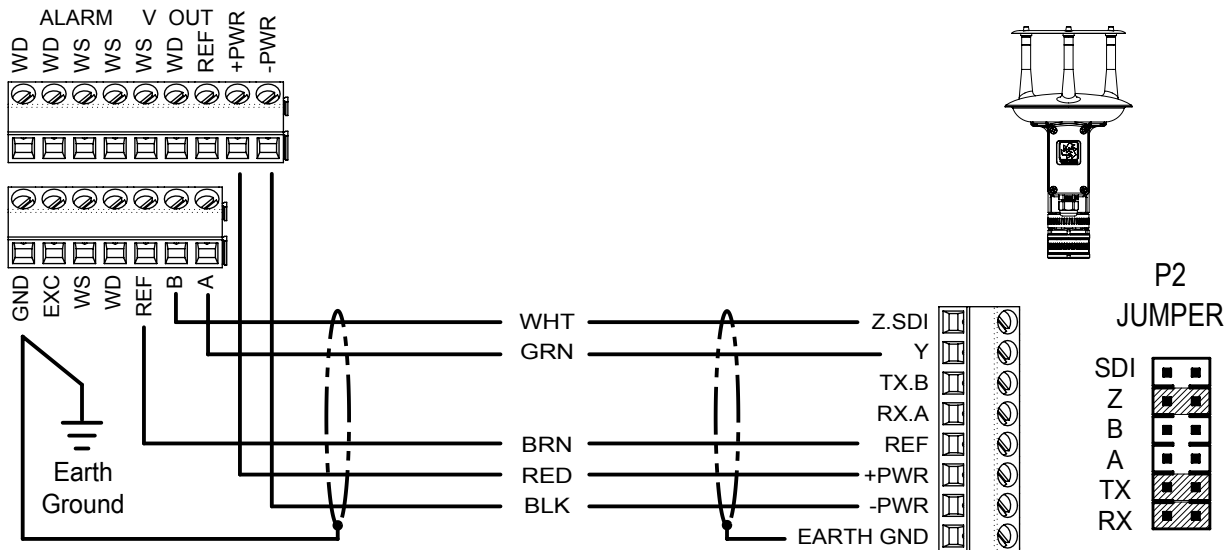 ALARM V OUT
WD WD WS WS WS WD REF +PWR -PWR
GND EXC WS WD REF B A
Earth
Ground
WHT
GRN
BRN
RED
BLK
Z.SDI
Y
TX.B
RX.A
REF
+PWR
-PWR
EARTH GND
P2
JUMPER
SDI
Z
B
A
TX
RX